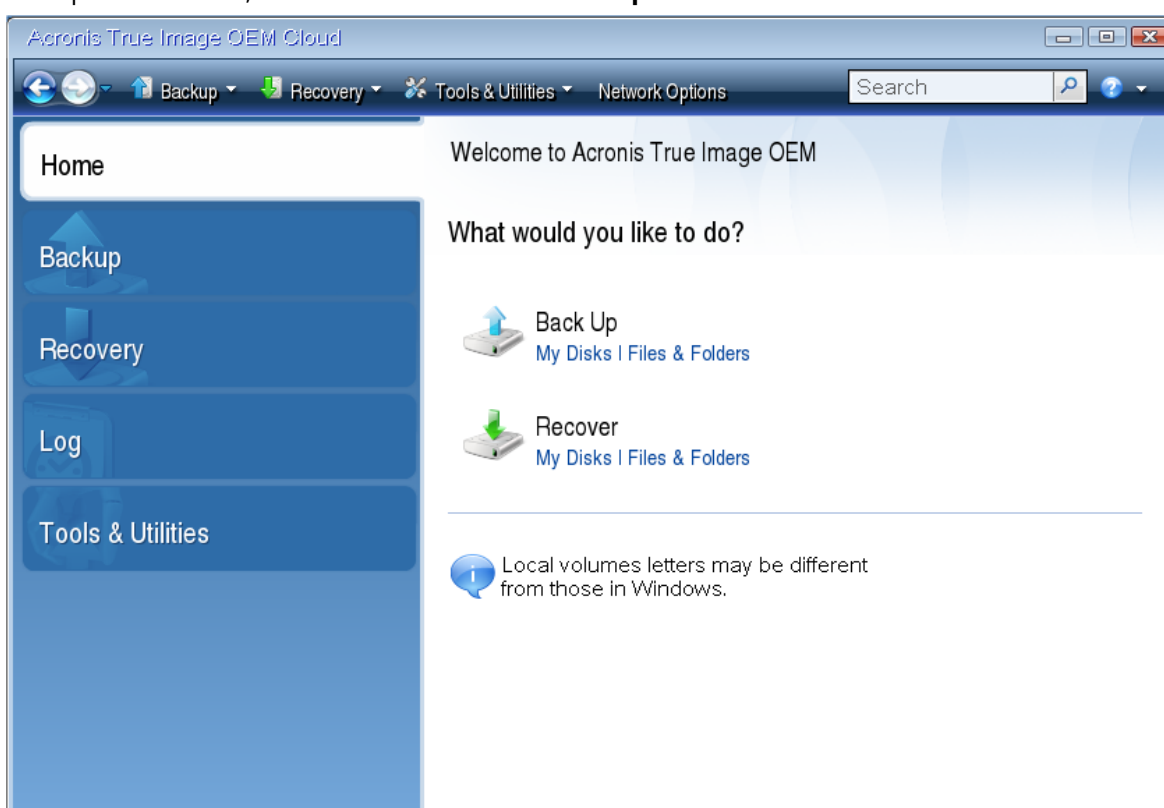 Acronis True Image OEM Cloud
Backup Recovery Tools & Utilities Network Options Search
Home
Backup
Recovery
Log
Tools & Utilities
Welcome to Acronis True Image OEM
What would you like to do?
Back Up
My Disks | Files & Folders
Recover
My Disks | Files & Folders
Local volumes letters may be different
from those in Windows.